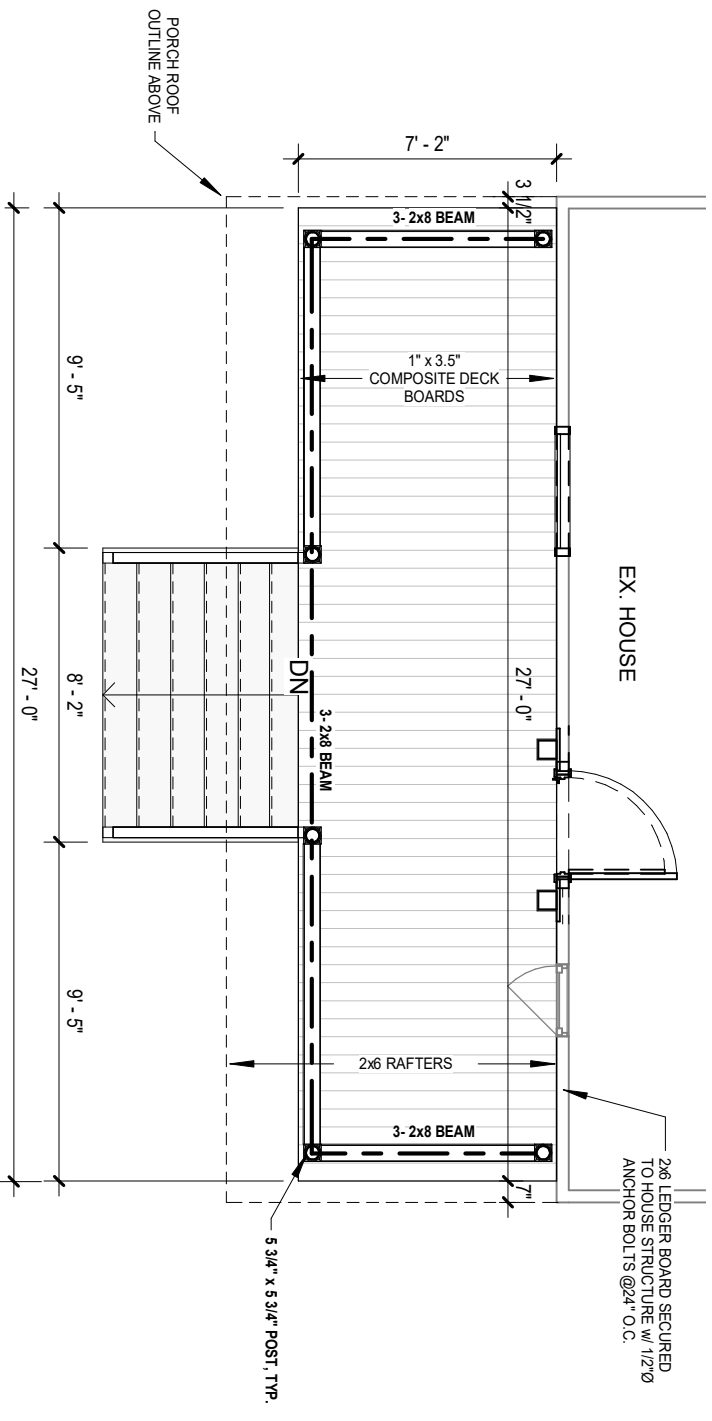 PORCH ROOF
OUTLINE ABOVE
7' - 2"
3 1/2"
3- 2x8 BEAM
9' - 5"
1" x 3.5"
COMPOSITE DECK
BOARDS
EX. HOUSE
27' - 0"
8' - 2"
DN
3- 2x8 BEAM
27' - 0"
9' - 5"
2x6 RAFTERS
3- 2x8 BEAM
7"
2x6 LEDGER BOARD SECURED
TO HOUSE STRUCTURE w/ 1/2"Ø
ANCHOR BOLTS @24" O.C.
5 3/4" x 5 3/4" POST, TYP.